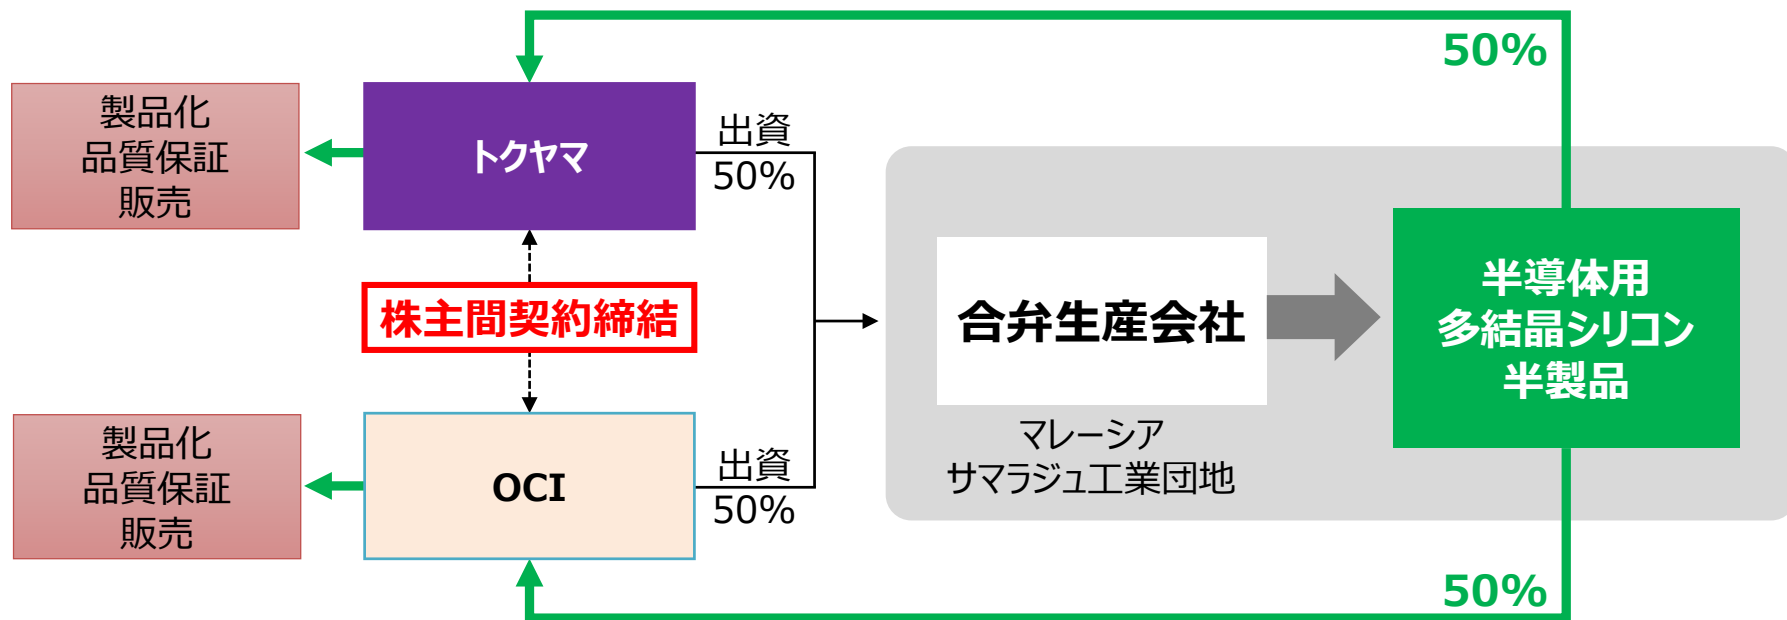 50%
製品化
品質保証
販売
トクヤマ
出資
50%
株主間契約締結
合弁生産会社
マレーシア
サマラジュ工業団地
半導体用
多結晶シリコン
半製品
製品化
品質保証
販売
OCI
出資
50%
50%